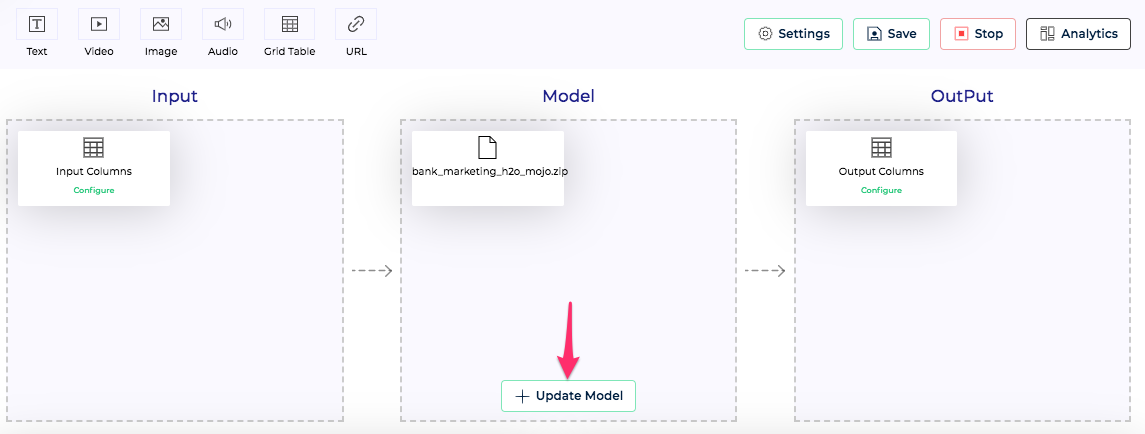 Text
Video
Image
Audio
Grid Table
URL
Settings
Save
Stop
Analytics
Input
Model
OutPut
Input Columns
Configure
bank_marketing_h2o_mojo.zip
Output Columns
Configure
Update Model